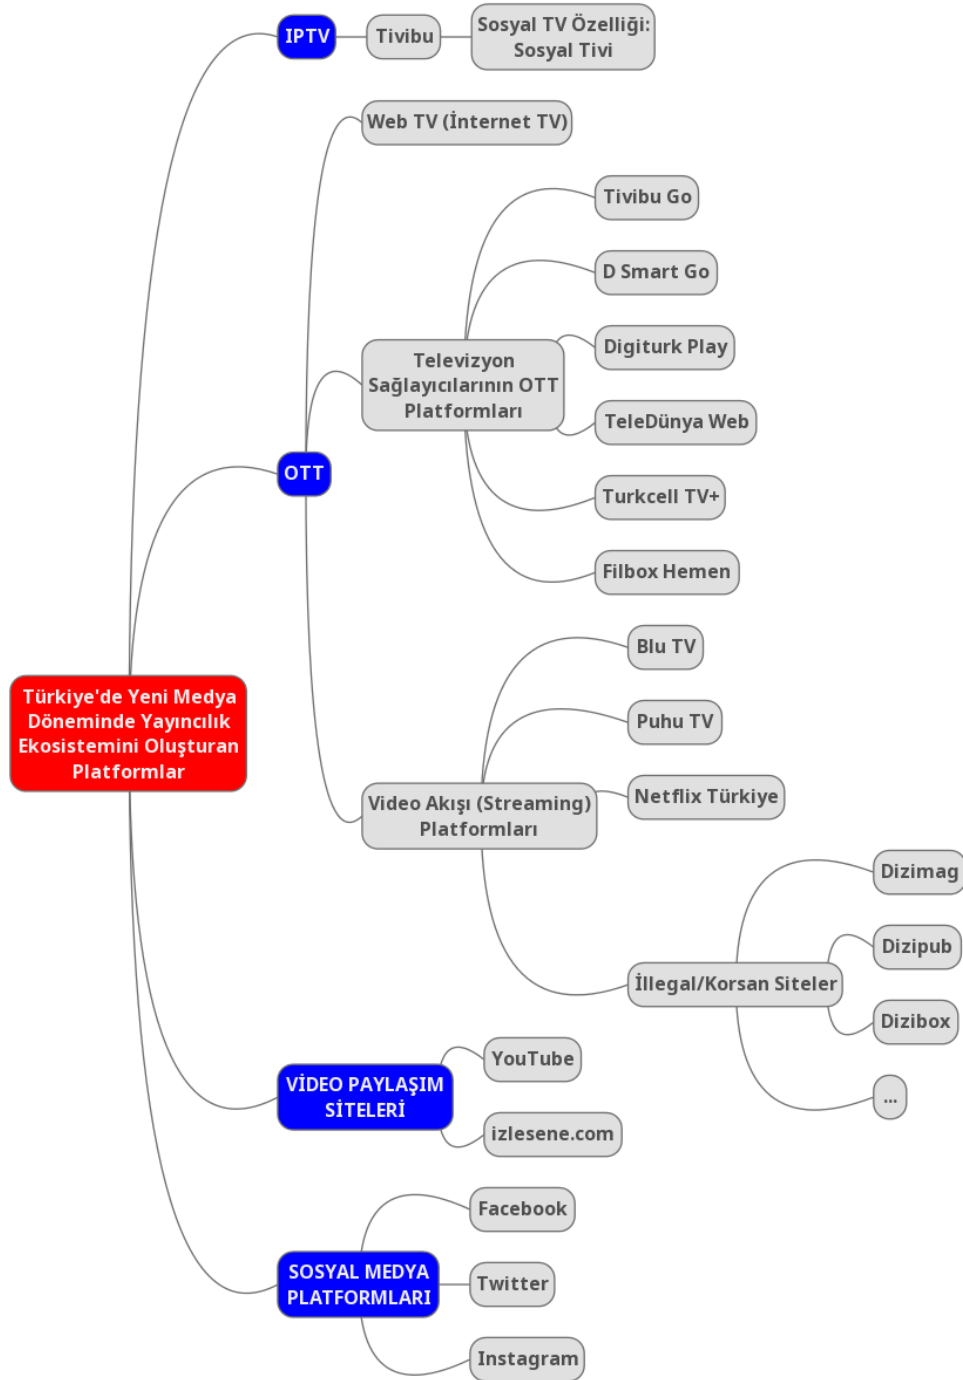 IPTV
Tivibu
Sosyal TV Özelliği:
Sosyal Tivi
Web TV (İnternet TV)
Tivibu Go
D Smart Go
Digiturk Play
Televizyon
Sağlayıcılarının OTT
Platformları
TeleDünya Web
OTT
Turkcell TV+
Filbox Hemen
Blu TV
Puhu TV
Türkiye'de Yeni Medya
Döneminde Yayıncılık
Ekosistemini Oluşturan
Platformlar
Netflix Türkiye
Video Akışı (Streaming)
Platformları
Dizimag
Dizipub
İllegal/Korsan Siteler
Dizibox
...
YouTube
VİDEO PAYLAŞIM
SİTELERİ
izlesene.com
Facebook
SOSYAL MEDYA
PLATFORMLARI
Twitter
Instagram